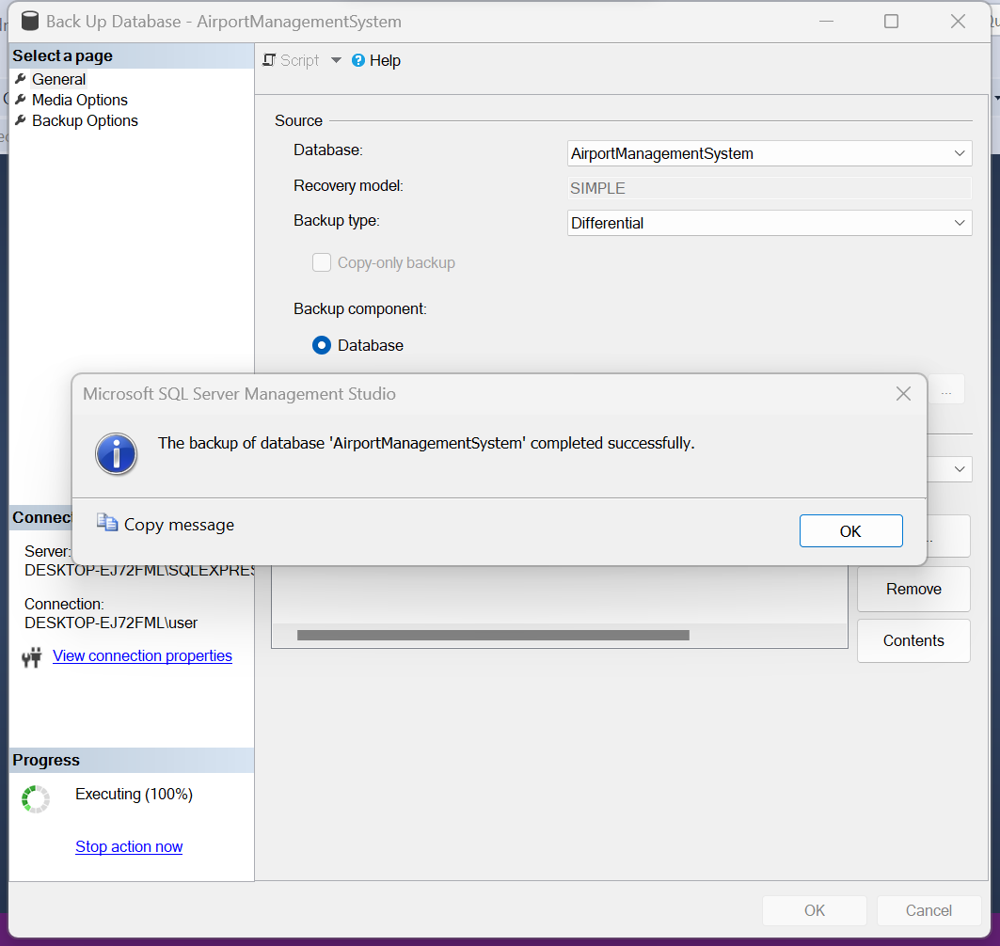 Back Up Database - AirportManagementSystem
Select a page
General
Media Options
Backup Options
Script
Help
Source
Database:
AirportManagementSystem
Recovery model:
SIMPLE
Backup type:
Differential
Copy-only backup
Backup component:
Database
...
Microsoft SQL Server Management Studio
The backup of database 'AirportManagementSystem' completed successfully.
Copy message
OK
Server:
DESKTOP-EJ72FML\SQLEXPRES
Connection:
DESKTOP-EJ72FML\user
View connection properties
Remove
Contents
Progress
Executing (100%)
Stop action now
OK
Cancel